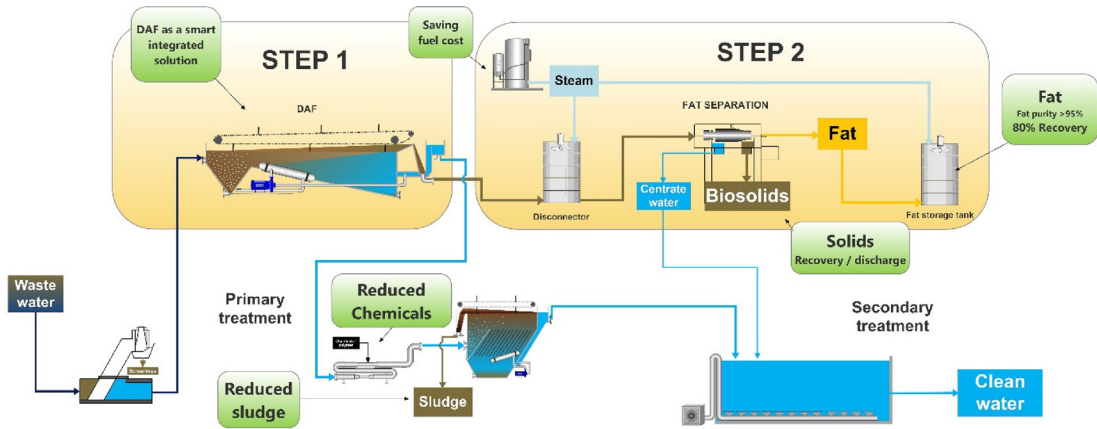 DAF as a smart
integrated
solution
STEP 1
DAF
Saving
fuel cost
STEP 2
Steam
FAT SEPARATION
Fat
Fat
Fat purity >95%
80% Recovery
Disconnector
Centrate
water
Biosolids
Fat storage tank
Solids
Recovery / discharge
Waste
water
Screenings
Primary
treatment
Reduced
Chemicals
Reduced
sludge
Sludge
Secondary
treatment
Clean
water